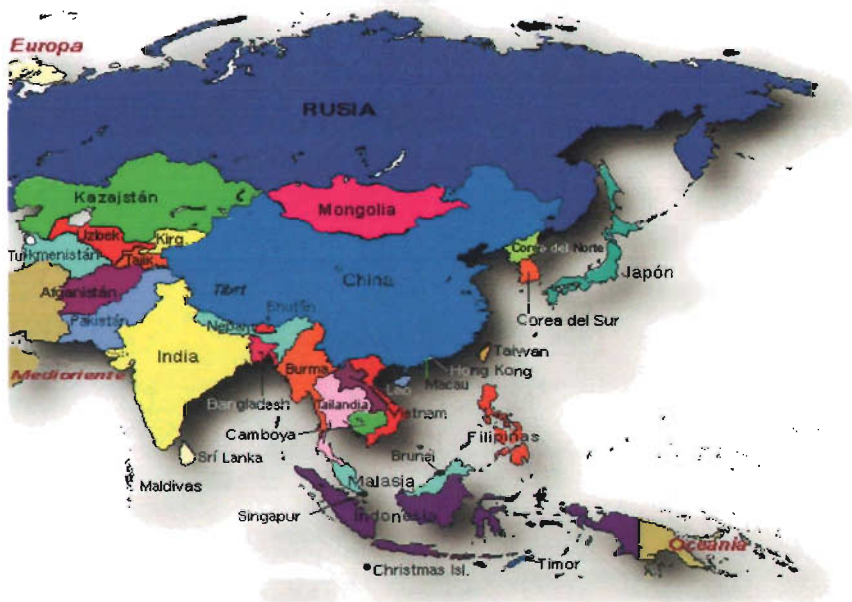 Europa
RUSIA
Kazajstán
Mongolia
Uzbek
Kirg
Turkmenistán
Tajik
Corea del Norte
Japón
Afganistán
Tibet
China
Corea del Sur
Pakistán
Nepal
Bhután
Taiwan
Hong Kong
India
Burma
Macau
Medioriente
Lao
Bangladesh
Tailandia
Vietnam
Camboya
Filipinas
Sri Lanka
Brunei
Maldivas
Malasia
Singapur
Indonesia
Oceanía
Christmas Isl.
Timor